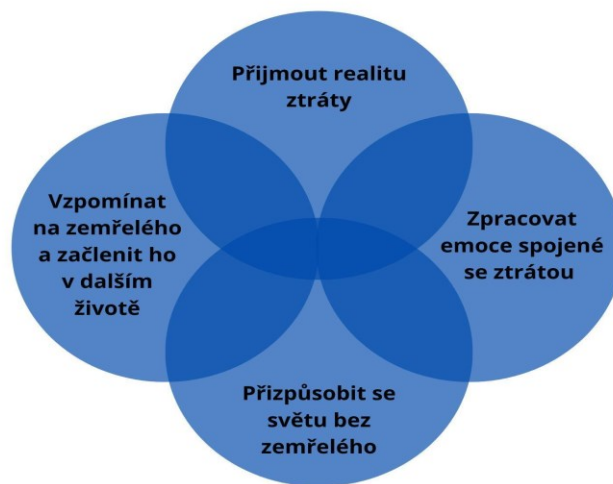 Přijmout realitu
ztráty
Vzpomínat
na zemřelého
a začlenit ho
v dalším
životě
Zpracovat
emoce spojené
se ztrátou
Přizpůsobit se
světu bez
zemřelého